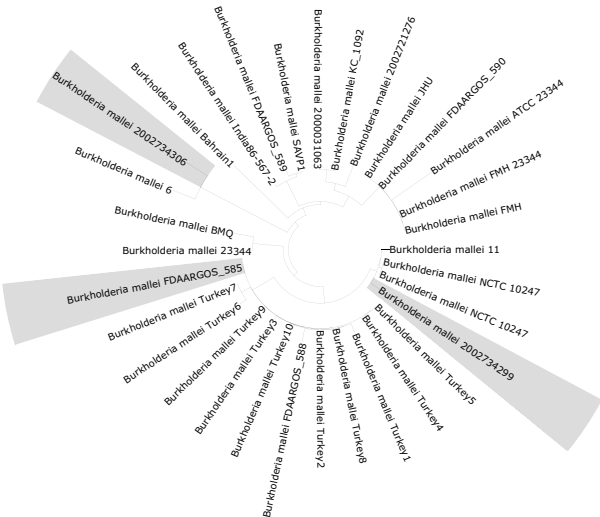 Burkholderia mallei 2000031063
Burkholderia mallei KC_1092
Burkholderia mallei 2002721276
Burkholderia mallei JHU
Burkholderia mallei FDAARGOS_590
Burkholderia mallei ATCC 23344
Burkholderia mallei FMH 23344
Burkholderia mallei FMH
Burkholderia mallei 11
Burkholderia mallei NCTC 10247
Burkholderia mallei NCTC 10247
Burkholderia mallei 2002734299
Burkholderia mallei Turkey5
Burkholderia mallei Turkey4
Burkholderia mallei Turkey1
Burkholderia mallei Turkey8
Burkholderia mallei Turkey2
Burkholderia mallei FDAARGOS_588
Burkholderia mallei Turkey10
Burkholderia mallei Turkey3
Burkholderia mallei Turkey9
Burkholderia mallei Turkey6
Burkholderia mallei Turkey7
Burkholderia mallei FDAARGOS_585
Burkholderia mallei 23344
Burkholderia mallei BMQ
Burkholderia mallei 6
Burkholderia mallei 2002734306
Burkholderia mallei Bahrain1
Burkholderia mallei India86-567-2
Burkholderia mallei FDAARGOS_589
Burkholderia mallei SAVP1